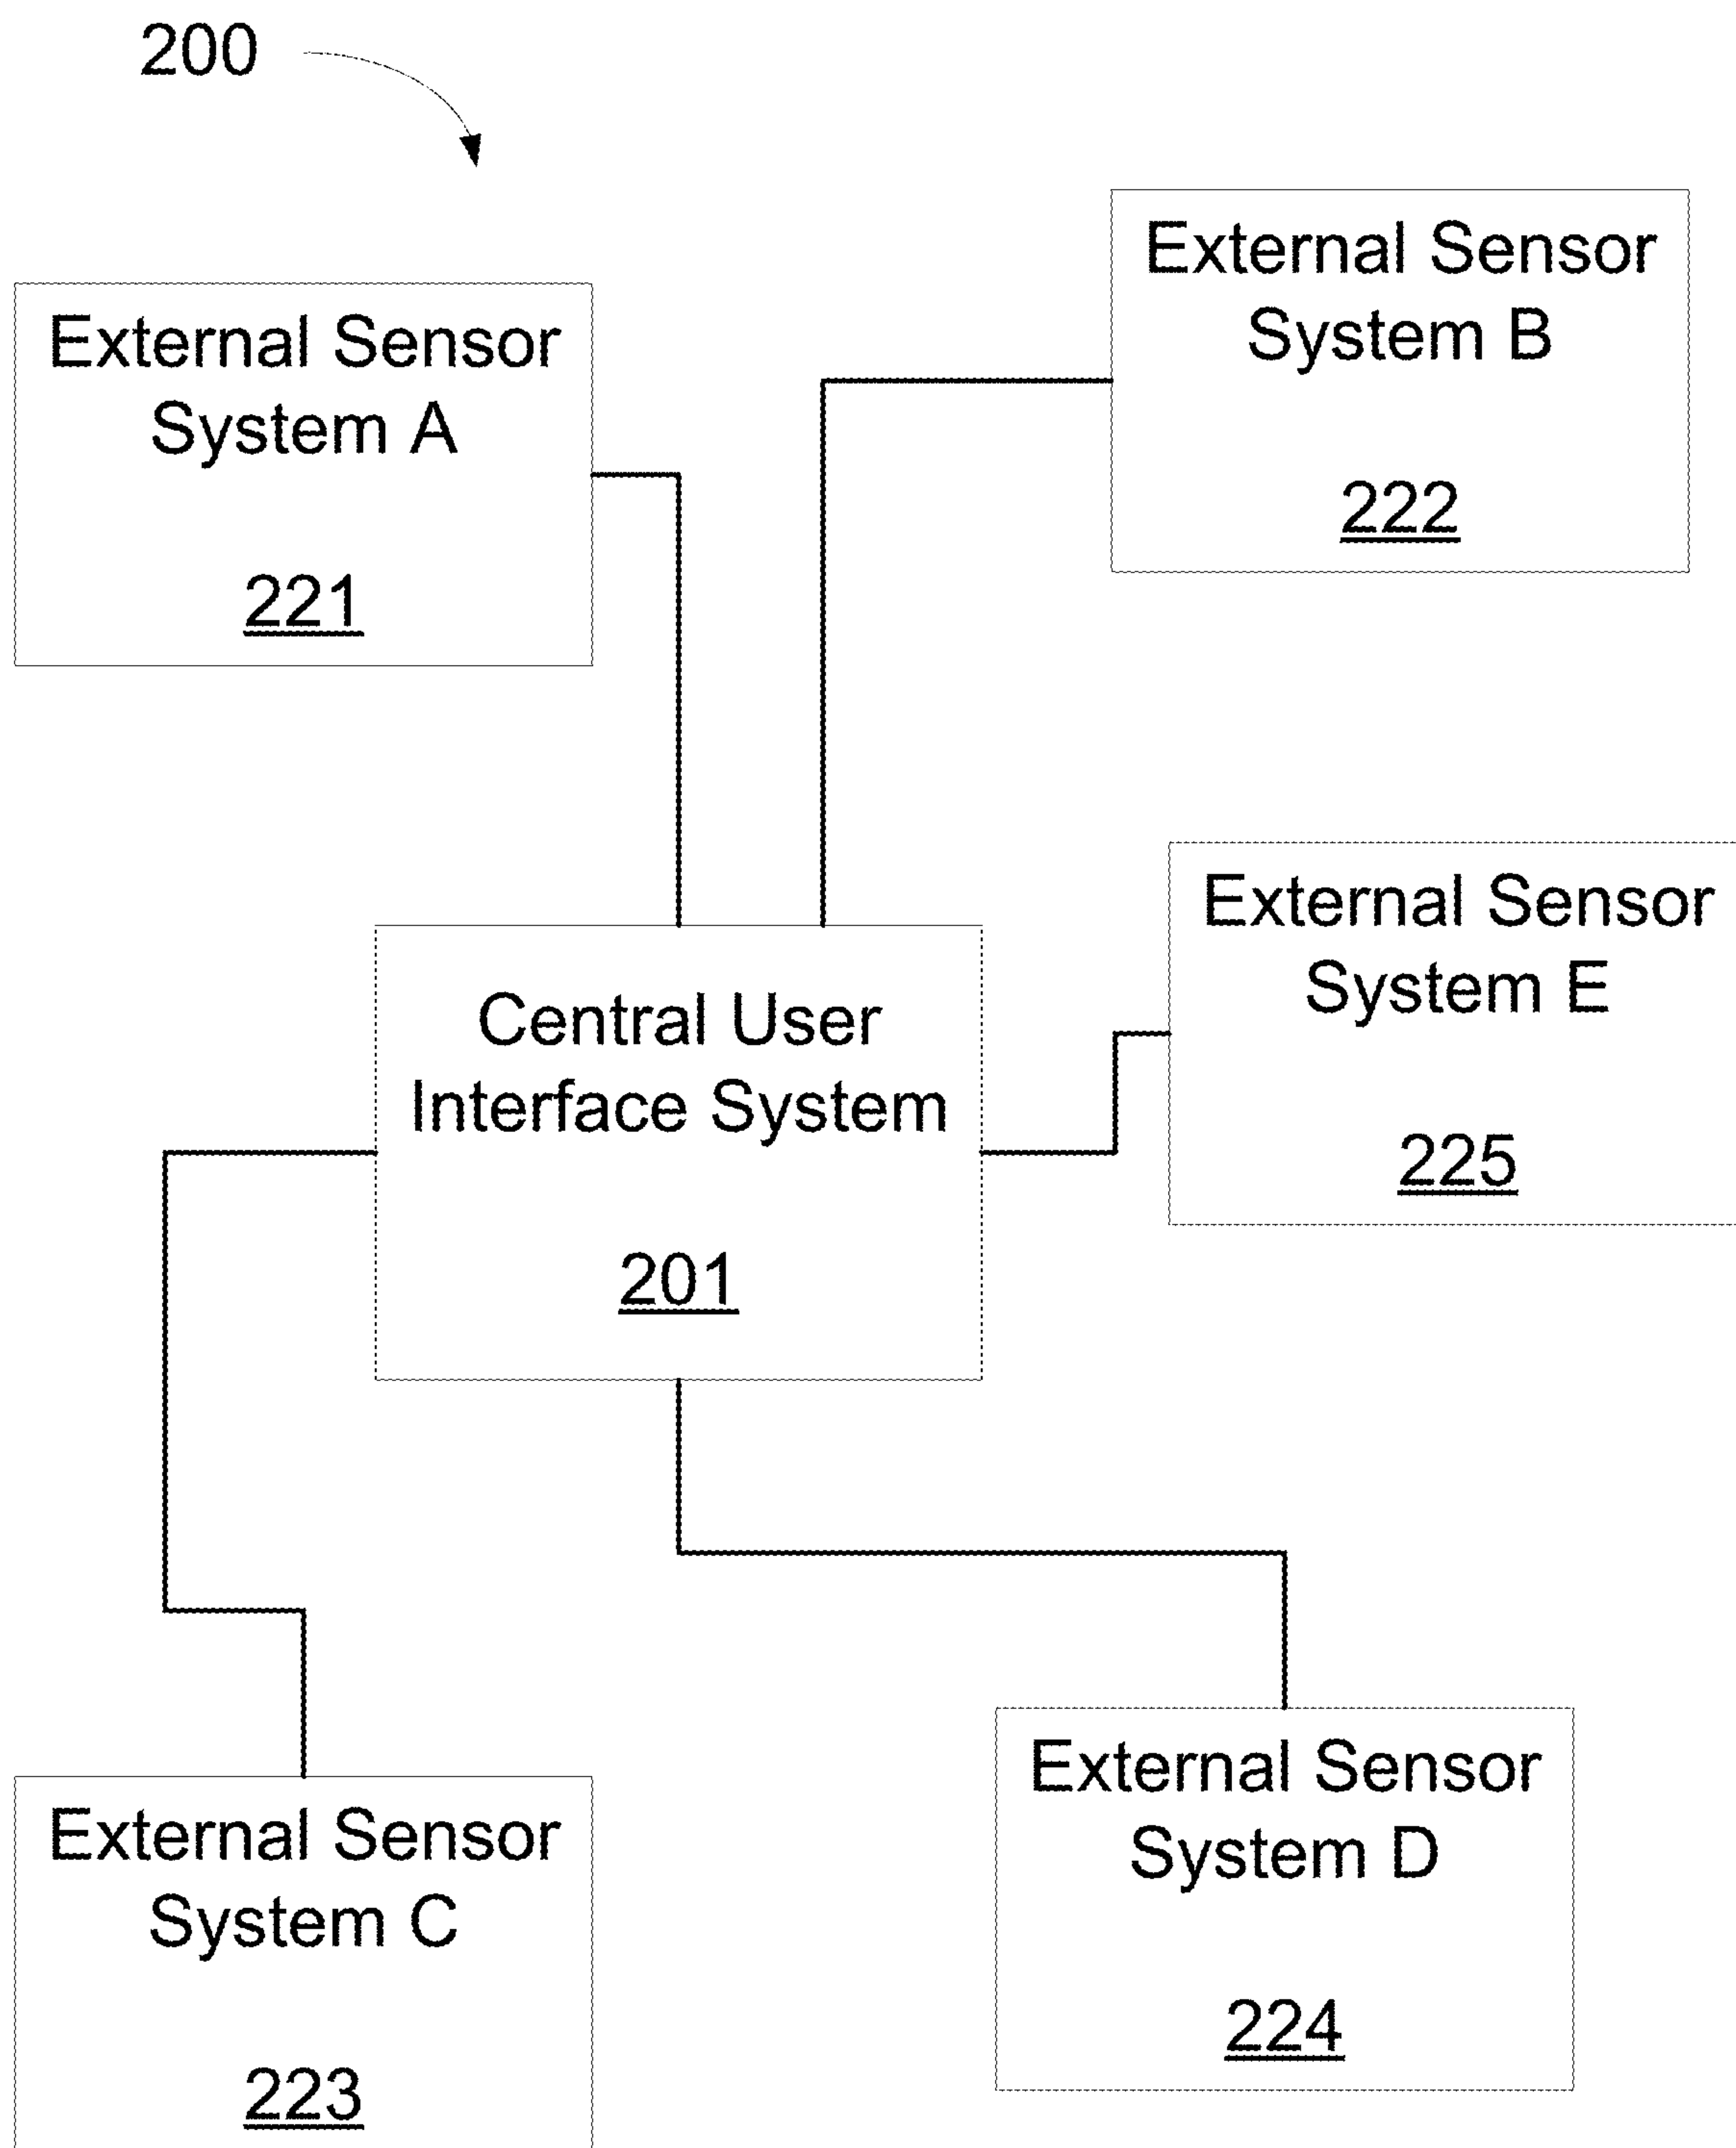 200
External Sensor
System A
221
External Sensor
System B
222
Central User
Interface System
201
External Sensor
System E
225
External Sensor
System C
223
External Sensor
System D
224